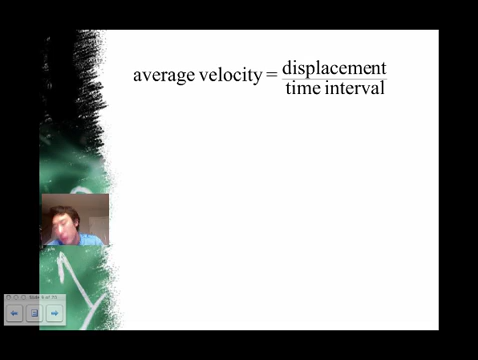 average velocity = displacement
time interval